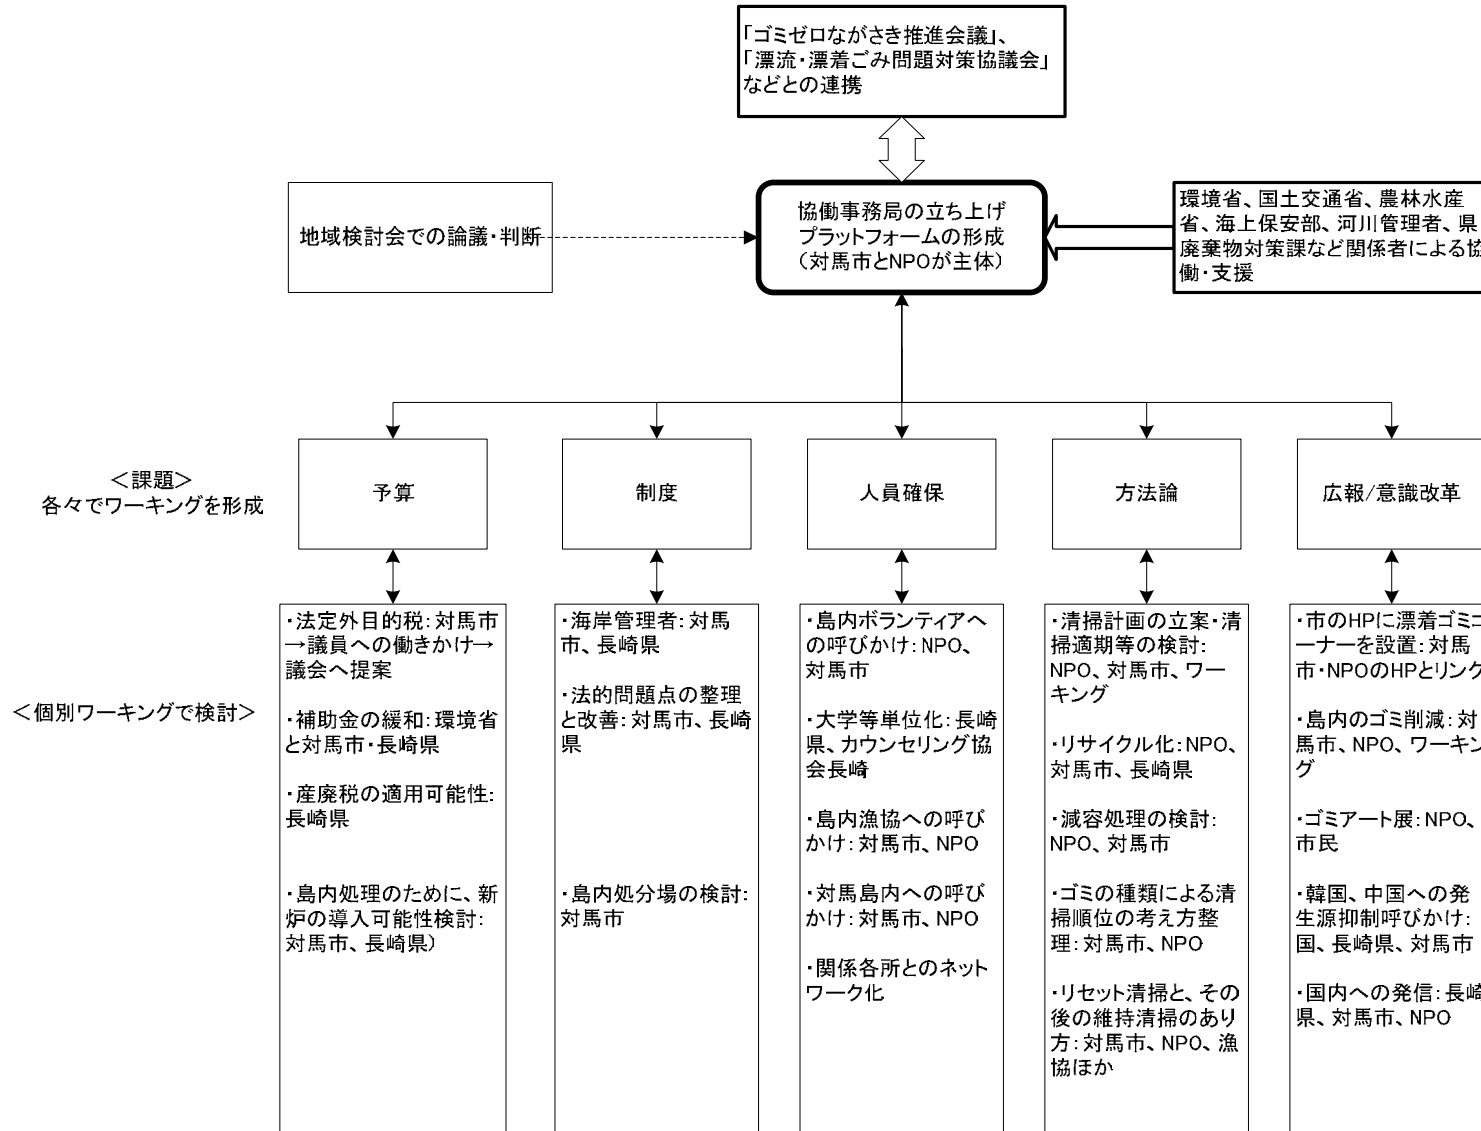 「ゴミゼロながさき推進会議」、
「漂流・漂着ごみ問題対策協議会」
などとの連携
地域検討会での論議・判断
協働事務局の立ち上げ
プラットフォームの形成
（対馬市とNPOが主体）
環境省、国土交通省、農林水産
省、海上保安部、河川管理者、県
廃棄物対策課など関係者による協
働・支援
＜課題＞
各々でワーキングを形成
予算
制度
人員確保
方法論
広報/意識改革
＜個別ワーキングで検討＞
・法定外目的税：対馬市
→議員への働きかけ→
議会へ提案
・補助金の緩和：環境省
と対馬市・長崎県
・産廃税の適用可能性：
長崎県
・島内処理のために、新
炉の導入可能性検討：
対馬市、長崎県）
・海岸管理者：対馬
市、長崎県
・法的問題点の整理
と改善：対馬市、長崎
県
・島内処分場の検討：
対馬市
・島内ボランティアへ
の呼びかけ：NPO、
対馬市
・大学等単位化：長崎
県、カウンセリング協
会長崎
・島内漁協への呼び
かけ：対馬市、NPO
・対馬島内への呼び
かけ：対馬市、NPO
・関係各所とのネット
ワーク化
・清掃計画の立案・清
掃適期等の検討：
NPO、対馬市、ワー
キング
・リサイクル化：NPO、
対馬市、長崎県
・減容処理の検討：
NPO、対馬市
・ゴミの種類による清
掃順位の考え方整
理：対馬市、NPO
・リセット清掃と、その
後の維持清掃のあり
方：対馬市、NPO、漁
協ほか
・市のHPに漂着ゴミコ
ーナーを設置：対馬
市・NPOのHPとリンク
・島内のゴミ削減：対
馬市、NPO、ワーキン
グ
・ゴミアート展：NPO、
市民
・韓国、中国への発
生源抑制呼びかけ：
国、長崎県、対馬市
・国内への発信：長崎
県、対馬市、NPO